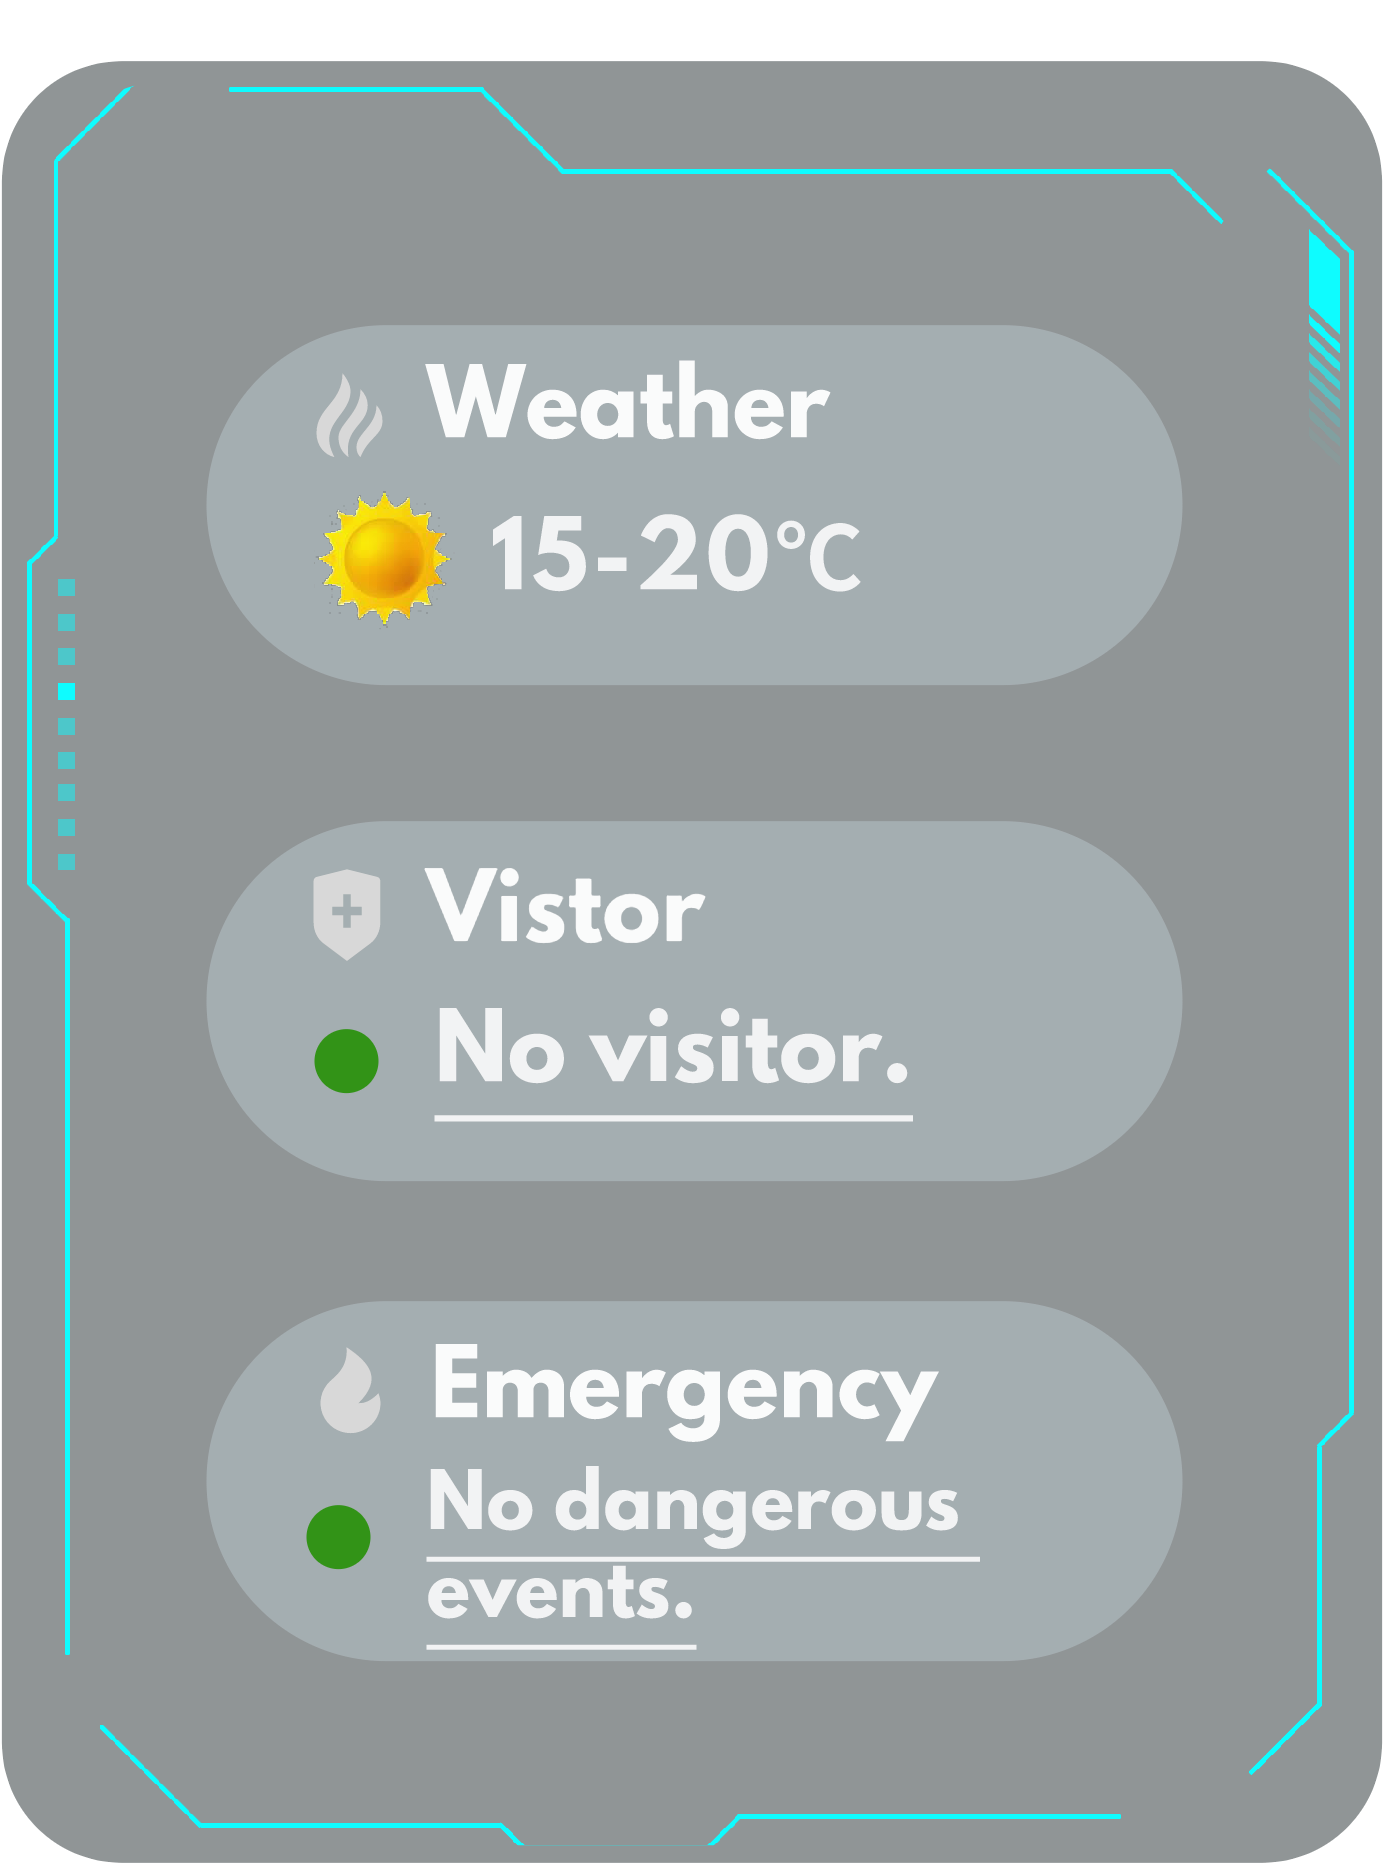 Weather
15-20°C
Vistor
No visitor.
Emergency
No dangerous
events.